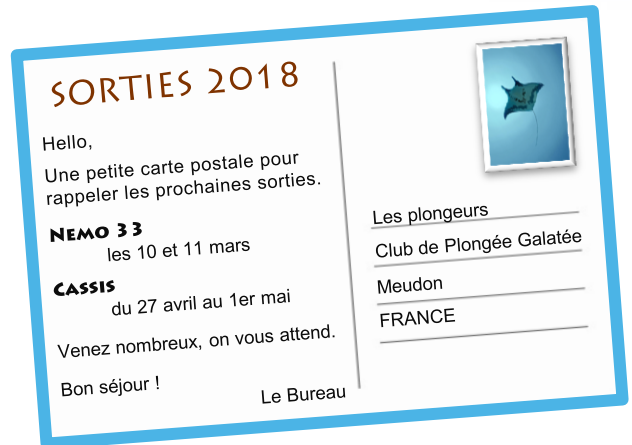 SORTIES 2018
Hello,
Une petite carte postale pour
rappeler les prochaines sorties.
Nemo 33
les 10 et 11 mars
Cassis
du 27 avril au 1er mai
Venez nombreux, on vous attend.
Bon séjour !
Le Bureau
Les plongeurs
Club de Plongée Galatée
Meudon
FRANCE